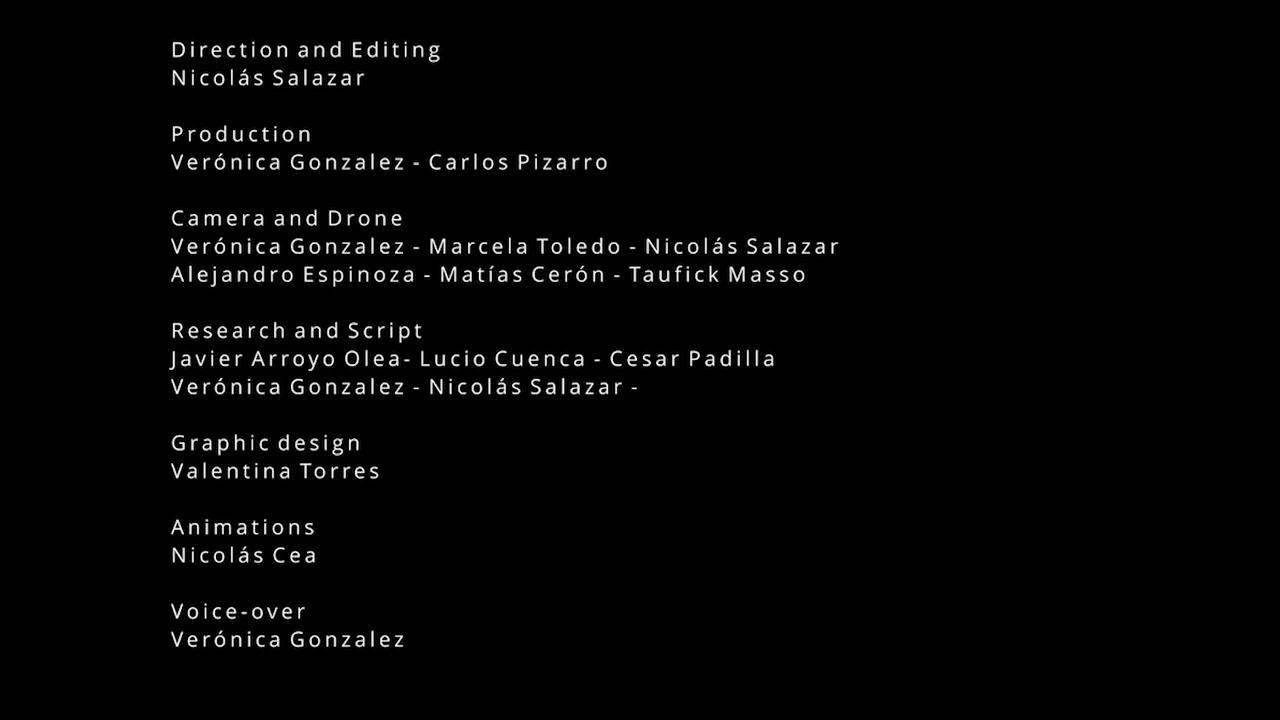 Direction and Editing
Nicolás Salazar
Production
Verónica Gonzalez - Carlos Pizarro
Camera and Drone
Verónica Gonzalez - Marcela Toledo - Nicolás Salazar
Alejandro Espinoza - Matías Cerón - Taufick Masso
Research and Script
Javier Arroyo Olea- Lucio Cuenca - Cesar Padilla
Verónica Gonzalez - Nicolás Salazar -
Graphic design
Valentina Torres
Animations
Nicolás Cea
Voice-over
Verónica Gonzalez